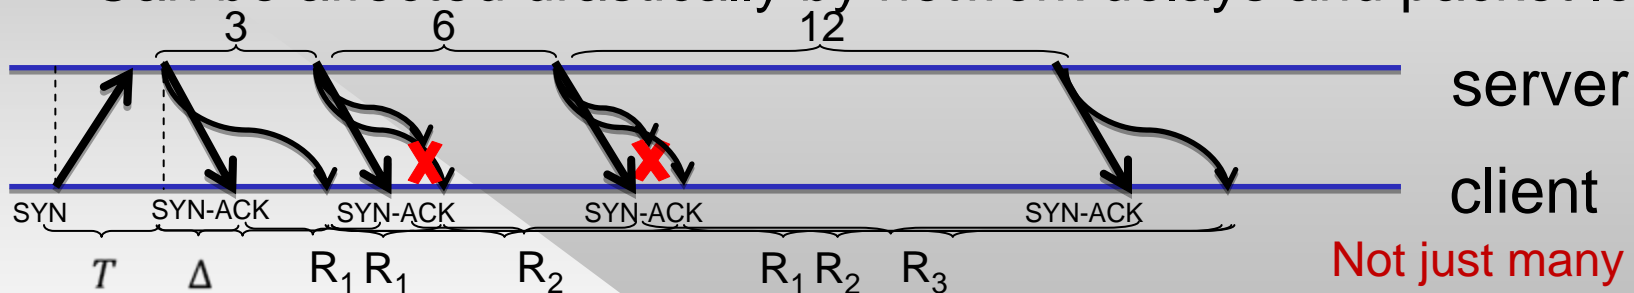 3 6 12
server
client
SYN SYN-ACK SYN-ACK SYN-ACK SYN-ACK
T Δ R₁ R₁ R₂ R₁ R₂ R₃
Not just many